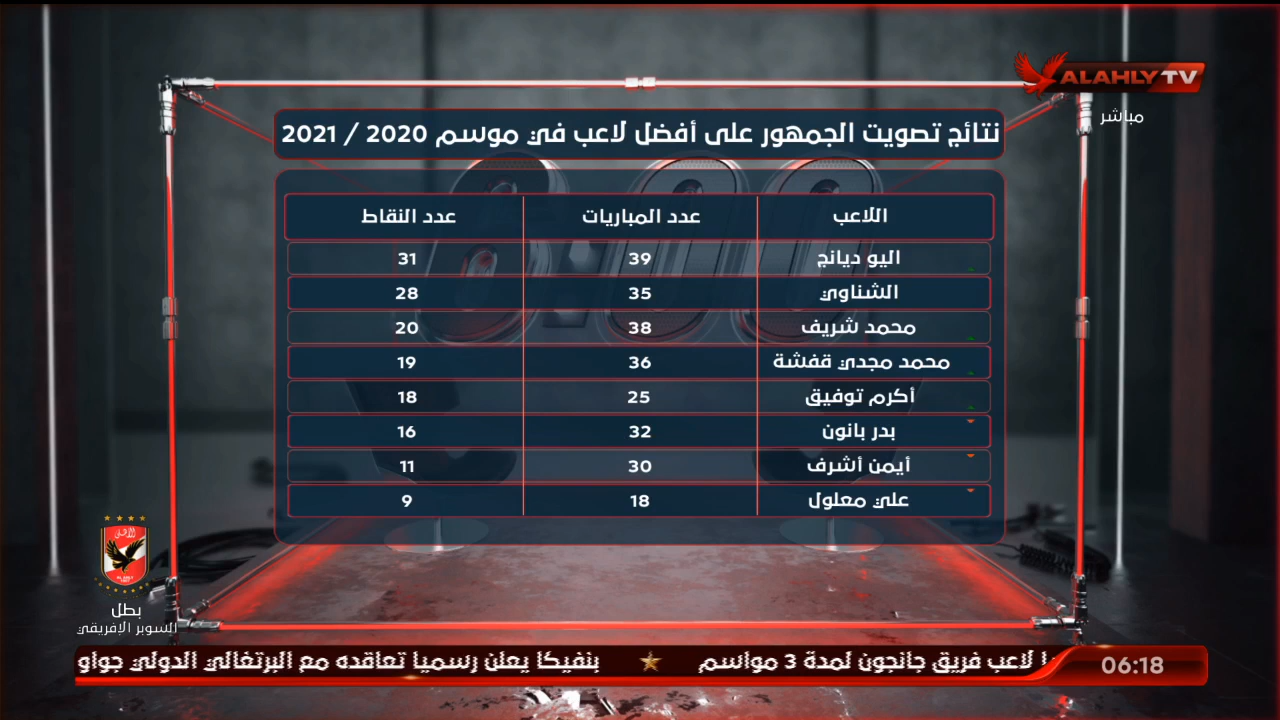 ALAHLY TV
مباشر
نتائج تصويت الجمهور على أفضل لاعب في موسم 2020 / 2021
اللاعب عدد المباريات عدد النقاط
اليو ديانج 39 31
الشناوي 35 28
محمد شريف 38 20
محمد مجدي قفشة 36 19
أكرم توفيق 25 18
بدر بانون 32 16
أيمن أشرف 30 11
علي معلول 18 9
بطل
السوبر الإفريقي
06:18
لاعب فريق جانجون لمدة 3 مواسم بنفيكا يعلن رسميا تعاقده مع البرتغالي الدولي جواو